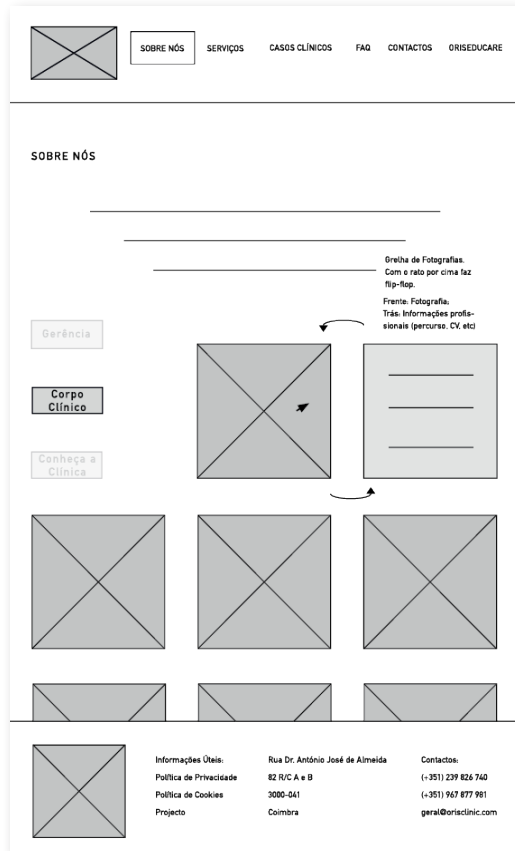 SOBRE NÓS
SERVIÇOS
CASOS CLÍNICOS
FAQ
CONTACTOS
ORISEDUCARE
SOBRE NÓS
Grelha de Fotografias.
Com o rato por cima faz
flip-flop.
Frente: Fotografia;
Trás: Informações profis-
sionais (percurso, CV, etc)
Gerência
Corpo
Clínico
Conheça a
Clínica
Informações Úteis:
Política de Privacidade
Política de Cookies
Projecto
Rua Dr. António José de Almeida
82 R/C A e B
3000-041
Coimbra
Contactos:
(+351) 239 826 740
(+351) 967 877 981
geral@orisclinic.com